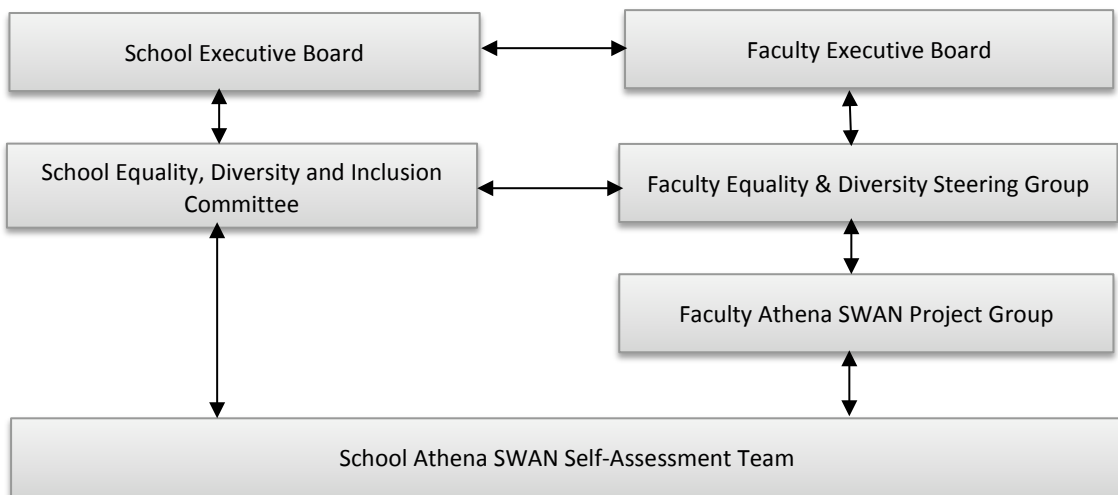 School Executive Board
Faculty Executive Board
School Equality, Diversity and Inclusion
Committee
Faculty Equality & Diversity Steering Group
Faculty Athena SWAN Project Group
School Athena SWAN Self-Assessment Team